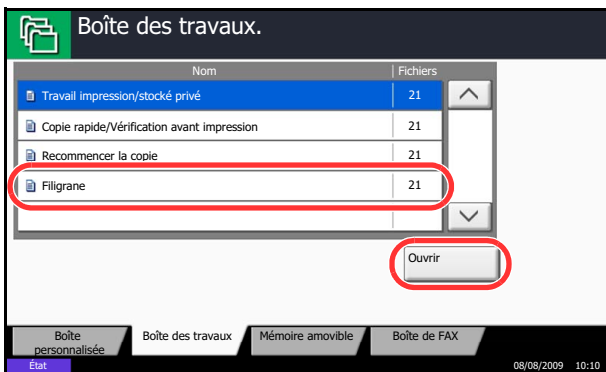 Boîte des travaux.
Nom Fichiers
Travail impression/stocké privé 21
Copie rapide/Vérification avant impression 21
Recommencer la copie 21
Filigrane 21
Ouvrir
Boîte personnalisée
Boîte des travaux
Mémoire amovible
Boîte de FAX
État 08/08/2009 10:10